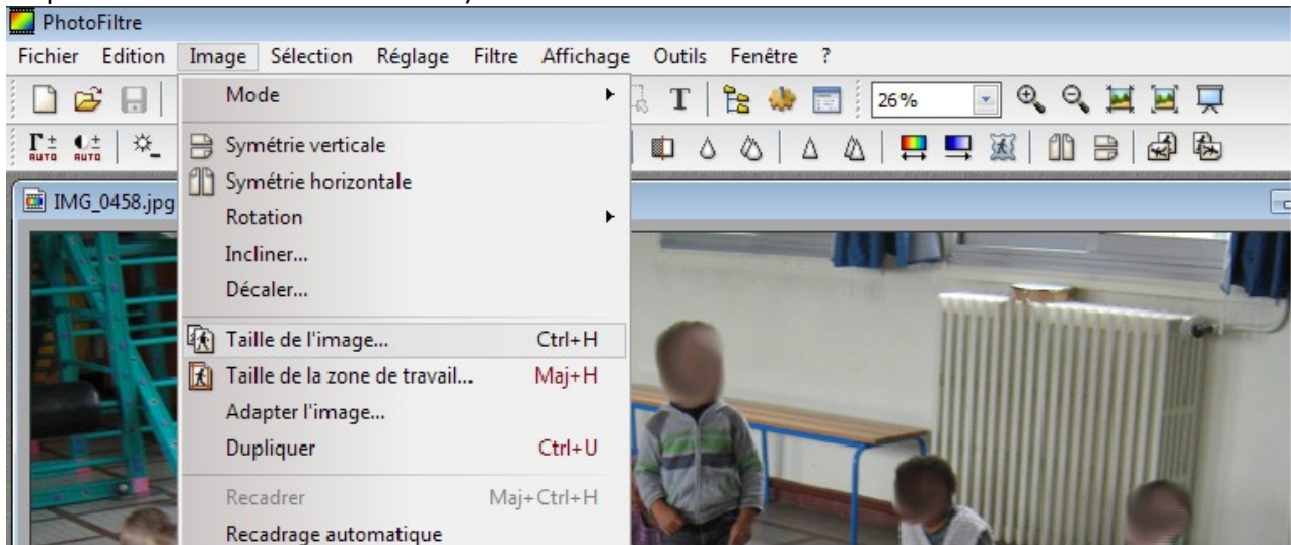 PhotoFiltre
Fichier Edition Image Sélection Réglage Filtre Affichage Outils Fenêtre ?
Mode T 26%
Γ± AUTO AUTO
Symétrie verticale
Symétrie horizontale
IMG_0458.jpg
Rotation
Incliner...
Décaler...
Taille de l'image... Ctrl+H
Taille de la zone de travail... Maj+H
Adapter l'image...
Dupliquer Ctrl+U
Recadrer Maj+Ctrl+H
Recadrage automatique